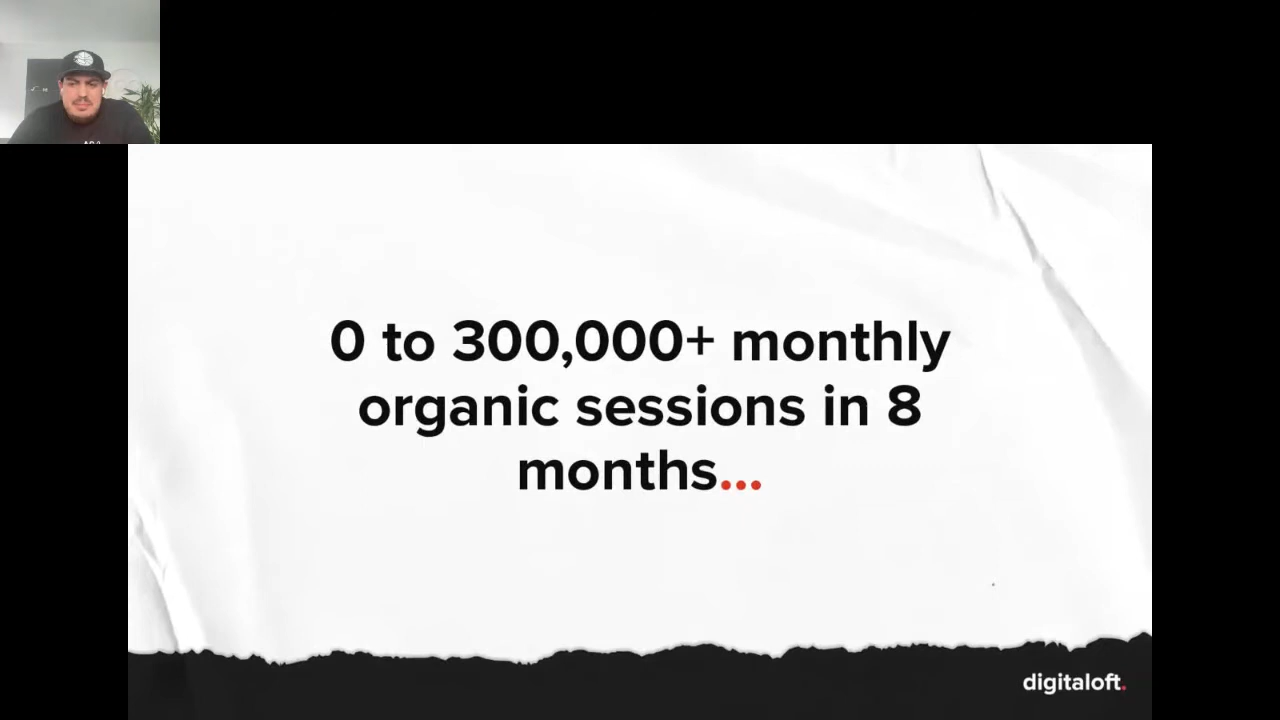 0 to 300,000+ monthly
organic sessions in 8
months...
digitaloft.